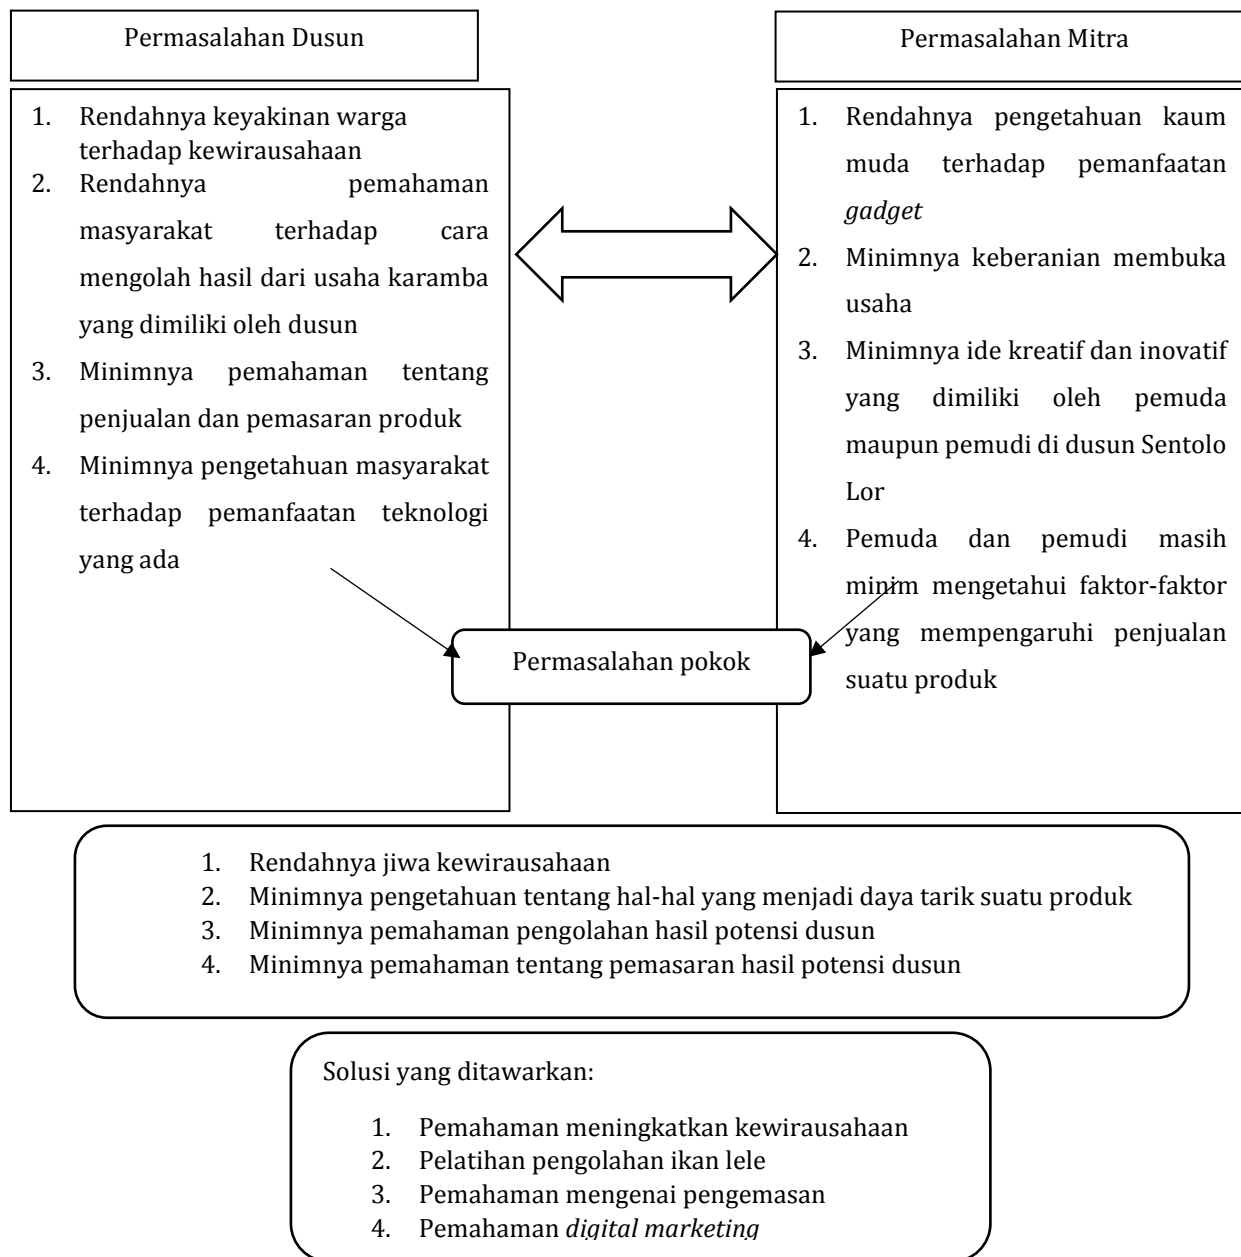 Permasalahan Dusun
1. Rendahnya keyakinan warga
terhadap kewirausahaan
2. Rendahnya pemahaman
masyarakat terhadap cara
mengolah hasil dari usaha karamba
yang dimiliki oleh dusun
3. Minimnya pemahaman tentang
penjualan dan pemasaran produk
4. Minimnya pengetahuan masyarakat
terhadap pemanfaatan teknologi
yang ada
Permasalahan Mitra
1. Rendahnya pengetahuan kaum
muda terhadap pemanfaatan
gadget
2. Minimnya keberanian membuka
usaha
3. Minimnya ide kreatif dan inovatif
yang dimiliki oleh pemuda
maupun pemudi di dusun Sentolo
Lor
4. Pemuda dan pemudi masih
minim mengetahui faktor-faktor
yang mempengaruhi penjualan
suatu produk
Permasalahan pokok
1. Rendahnya jiwa kewirausahaan
2. Minimnya pengetahuan tentang hal-hal yang menjadi daya tarik suatu produk
3. Minimnya pemahaman pengolahan hasil potensi dusun
4. Minimnya pemahaman tentang pemasaran hasil potensi dusun
Solusi yang ditawarkan:
1. Pemahaman meningkatkan kewirausahaan
2. Pelatihan pengolahan ikan lele
3. Pemahaman mengenai pengemasan
4. Pemahaman digital marketing